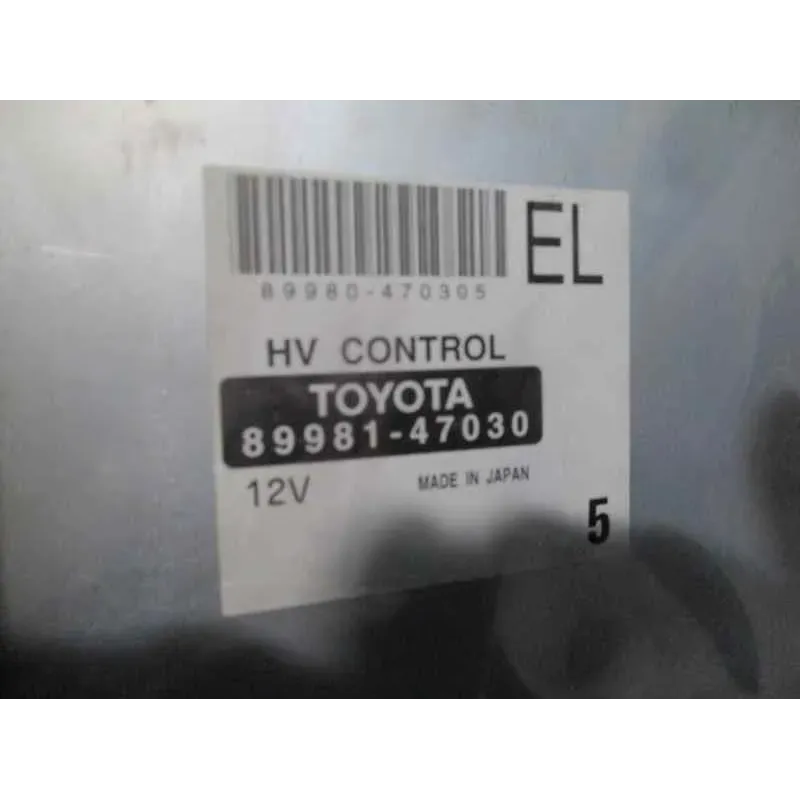 EL
89980-470305
HV CONTROL
TOYOTA
89981-47030
12V MADE IN JAPAN
5